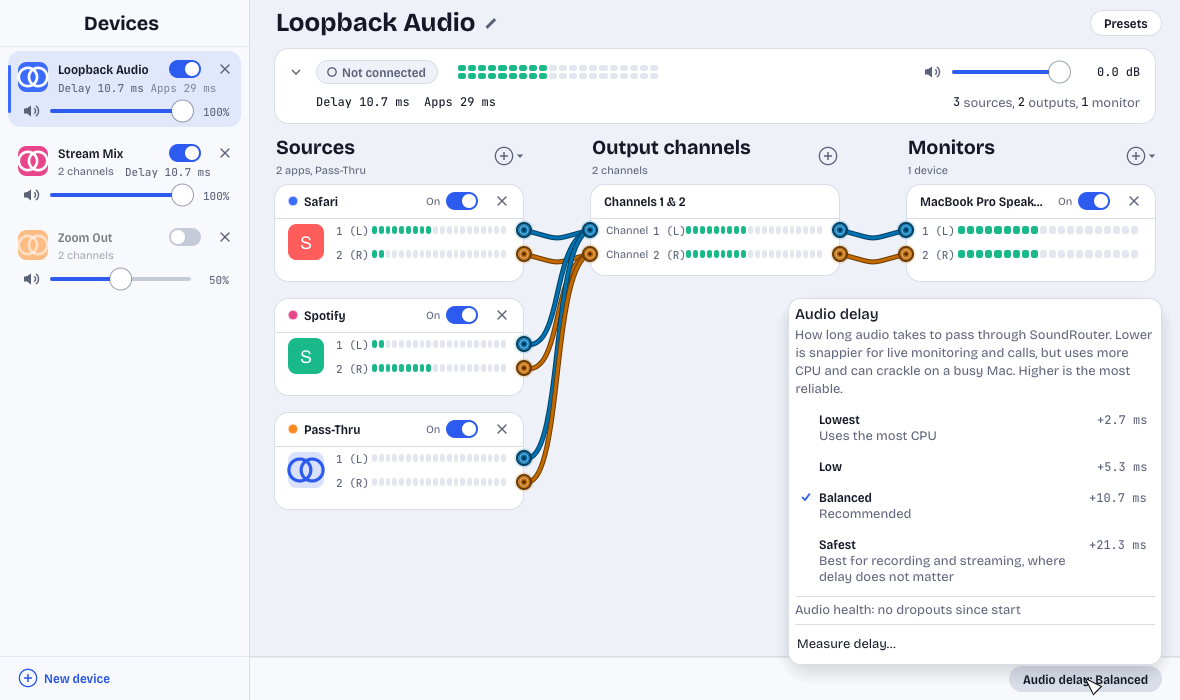 Devices
Loopback Audio
Delay 10.7 ms Apps 29 ms
100%
Stream Mix
2 channels Delay 10.7 ms
100%
Zoom Out
2 channels
50%
New device
Loopback Audio
Presets
Not connected
0.0 dB
Delay 10.7 ms Apps 29 ms
3 sources, 2 outputs, 1 monitor
Sources
2 apps, Pass-Thru
Safari On
S
1 (L)
2 (R)
Spotify On
S
1 (L)
2 (R)
Pass-Thru On
1 (L)
2 (R)
Output channels
2 channels
Channels 1 & 2
Channel 1 (L)
Channel 2 (R)
Monitors
1 device
MacBook Pro Speak... On
1 (L)
2 (R)
Audio delay
How long audio takes to pass through SoundRouter. Lower
is snappier for live monitoring and calls, but uses more
CPU and can crackle on a busy Mac. Higher is the most
reliable.
Lowest +2.7 ms
Uses the most CPU
Low +5.3 ms
Balanced +10.7 ms
Recommended
Safest +21.3 ms
Best for recording and streaming, where
delay does not matter
Audio health: no dropouts since start
Measure delay...
Audio delay: Balanced